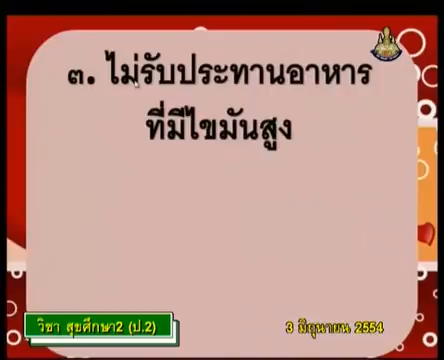 ๓. ไม่รับประทานอาหาร
ที่มีไขมันสูง
วิชา สุขศึกษา2 (ป.2)
3 มิถุนายน 2554